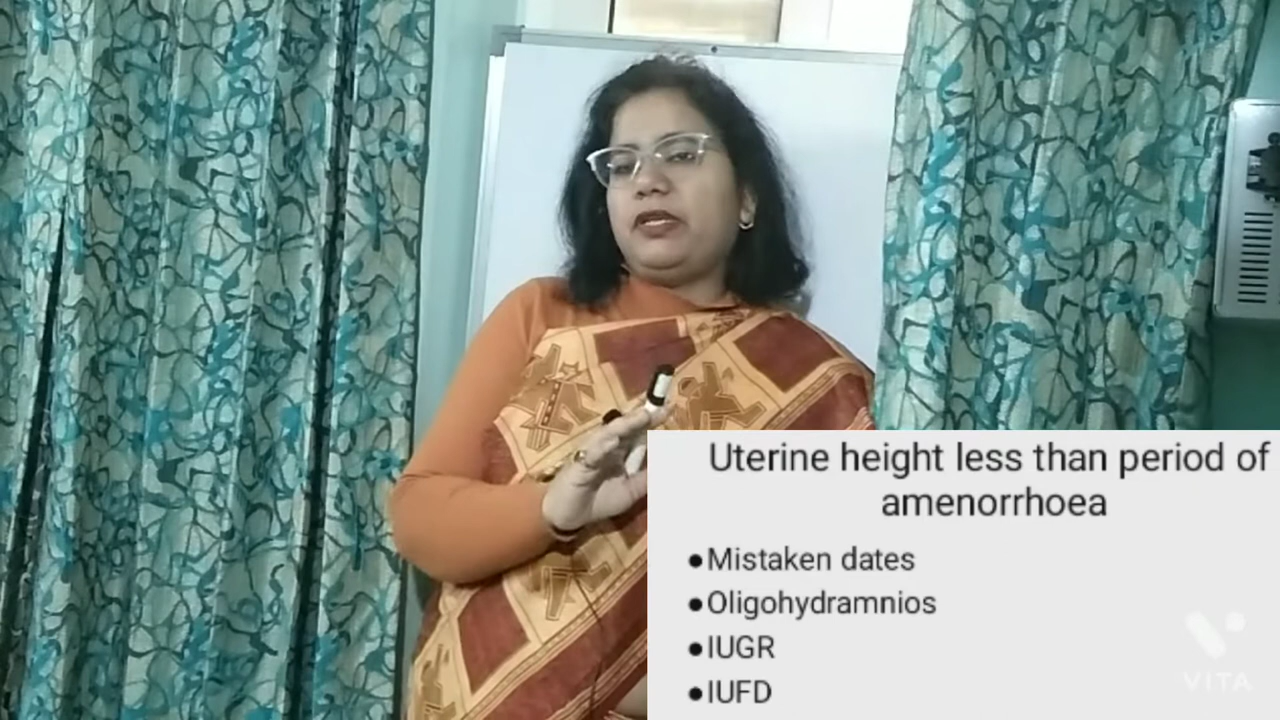 Uterine height less than period of
amenorrhoea
●Mistaken dates
●Oligohydramnios
●IUGR
●IUFD
VITA